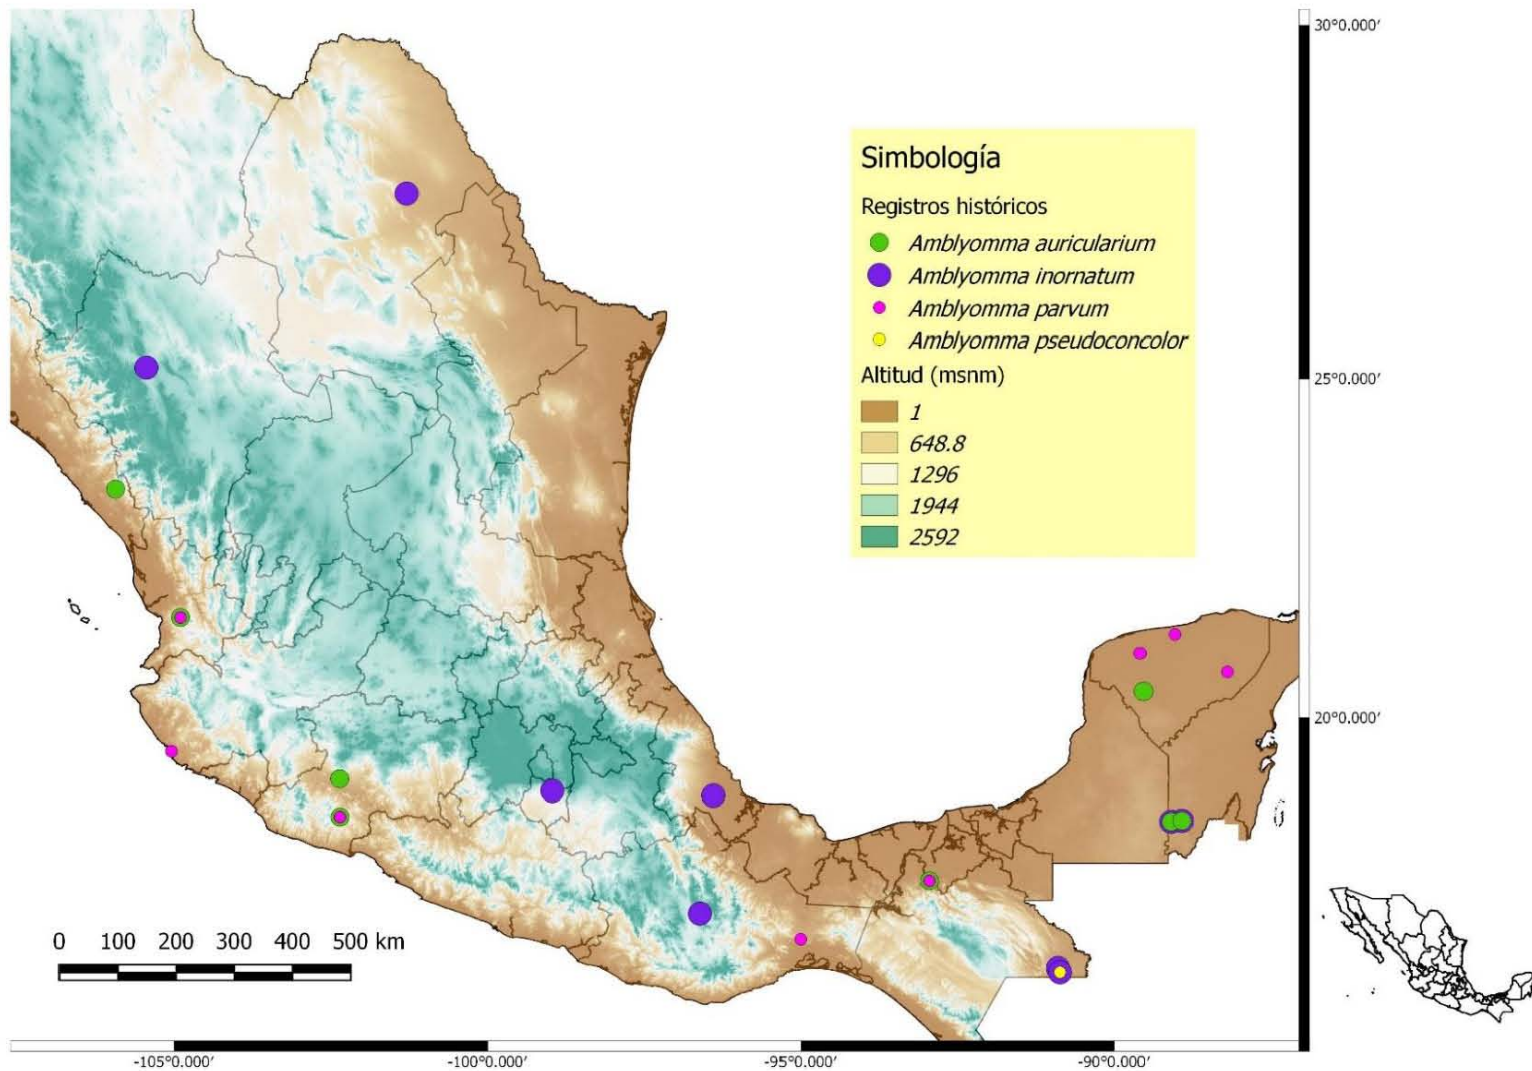 Simbología
Registros históricos
Amblyomma auricularium
Amblyomma inornatum
Amblyomma parvum
Amblyomma pseudoconcolor
Altitud (msnm)
1
648.8
1296
1944
2592
30°0.000′
25°0.000′
20°0.000′
0 100 200 300 400 500 km
-105°0.000′ -100°0.000′ -95°0.000′ -90°0.000′